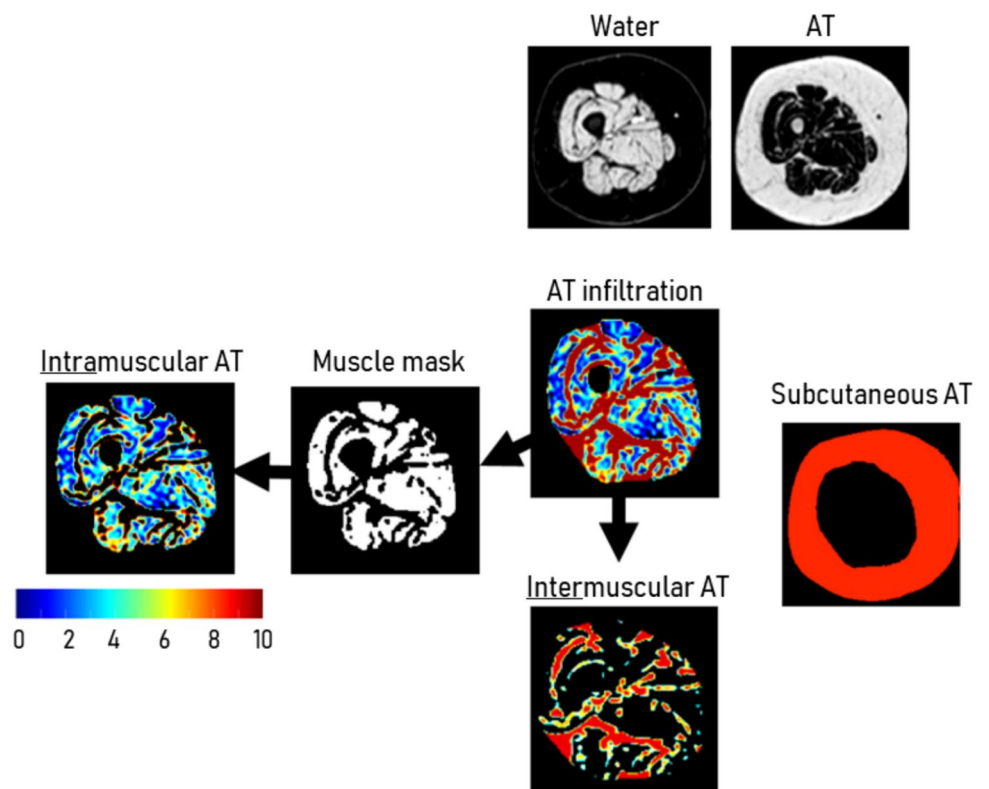 Water
AT
AT infiltration
Intramuscular AT
Muscle mask
Subcutaneous AT
Intermuscular AT
0 2 4 6 8 10